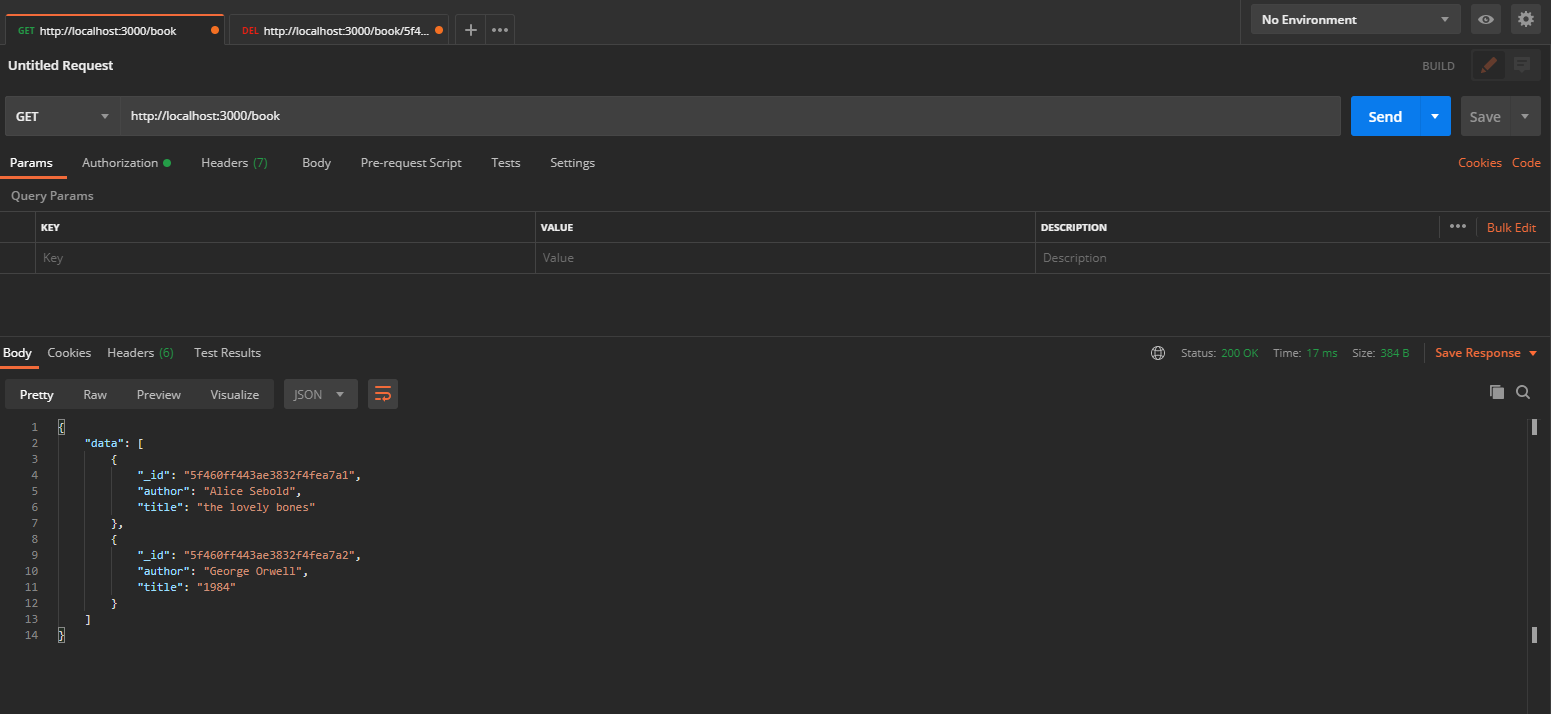 GET http://localhost:3000/book DEL http://localhost:3000/book/5f4... No Environment
Untitled Request BUILD
GET http://localhost:3000/book Send Save
Params Authorization Headers (7) Body Pre-request Script Tests Settings Cookies Code
Query Params
KEY VALUE DESCRIPTION Bulk Edit
Key Value Description
Body Cookies Headers (6) Test Results Status: 200 OK Time: 17 ms Size: 384 B Save Response
Pretty Raw Preview Visualize JSON
1 {
2 "data": [
3 {
4 "_id": "5f460ff443ae3832f4fea7a1",
5 "author": "Alice Sebold",
6 "title": "the lovely bones"
7 },
8 {
9 "_id": "5f460ff443ae3832f4fea7a2",
10 "author": "George Orwell",
11 "title": "1984"
12 }
13 ]
14 }